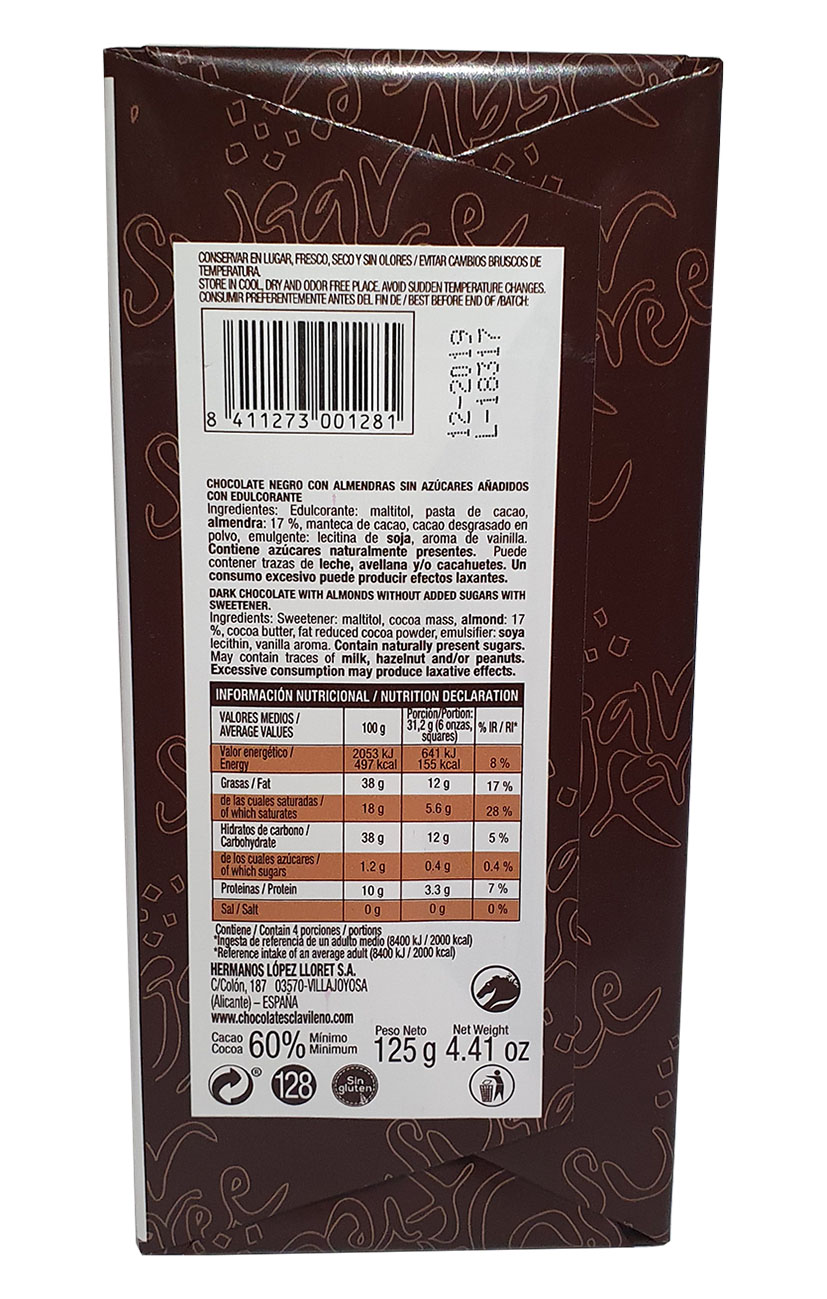 CONSERVAR EN LUGAR, FRESCO, SECO Y SIN OLORES / EVITAR CAMBIOS BRUSCOS DE
TEMPERATURA.
STORE IN COOL, DRY AND ODOR FREE PLACE. AVOID SUDDEN TEMPERATURE CHANGES.
CONSUMIR PREFERENTEMENTE ANTES DEL FIN DE / BEST BEFORE END OF /BATCH:
12-2019
L-18317
8 411273 001281
CHOCOLATE NEGRO CON ALMENDRAS SIN AZÚCARES AÑADIDOS
CON EDULCORANTE
Ingredientes: Edulcorante: maltitol, pasta de cacao,
almendra: 17 %, manteca de cacao, cacao desgrasado en
polvo, emulgente: lecitina de soja, aroma de vainilla.
Contiene azúcares naturalmente presentes. Puede
contener trazas de leche, avellana y/o cacahuetes. Un
consumo excesivo puede producir efectos laxantes.
DARK CHOCOLATE WITH ALMONDS WITHOUT ADDED SUGARS WITH
SWEETENER.
Ingredients: Sweetener: maltitol, cocoa mass, almond: 17
%, cocoa butter, fat reduced cocoa powder, emulsifier: soya
lecithin, vanilla aroma. Contain naturally present sugars.
May contain traces of milk, hazelnut and/or peanuts.
Excessive consumption may produce laxative effects.
INFORMACIÓN NUTRICIONAL / NUTRITION DECLARATION
VALORES MEDIOS /
AVERAGE VALUES
100 g
Porción/Portion:
31,2 g (6 onzas,
squares)
% IR / RI*
Valor energético /
Energy
2053 kJ
497 kcal
641 kJ
155 kcal
8 %
Grasas / Fat 38 g 12 g 17 %
de las cuales saturadas /
of which saturates
18 g 5.6 g 28 %
Hidratos de carbono /
Carbohydrate
38 g 12 g 5 %
de los cuales azúcares /
of which sugars
1.2 g 0.4 g 0.4 %
Proteinas / Protein 10 g 3.3 g 7 %
Sal / Salt 0 g 0 g 0 %
Contiene / Contain 4 porciones / portions
*Ingesta de referencia de un adulto medio (8400 kJ / 2000 kcal)
*Reference intake of an average adult (8400 kJ / 2000 kcal)
HERMANOS LÓPEZ LLORET S.A.
C/Colón, 187 03570-VILLAJOYOSA
(Alicante) – ESPAÑA
www.chocolatesclavileno.com
Cacao
Cocoa
60%
Mínimo
Minimum
Peso Neto Net Weight
125 g 4.41 oz
®
128
Sin
gluten